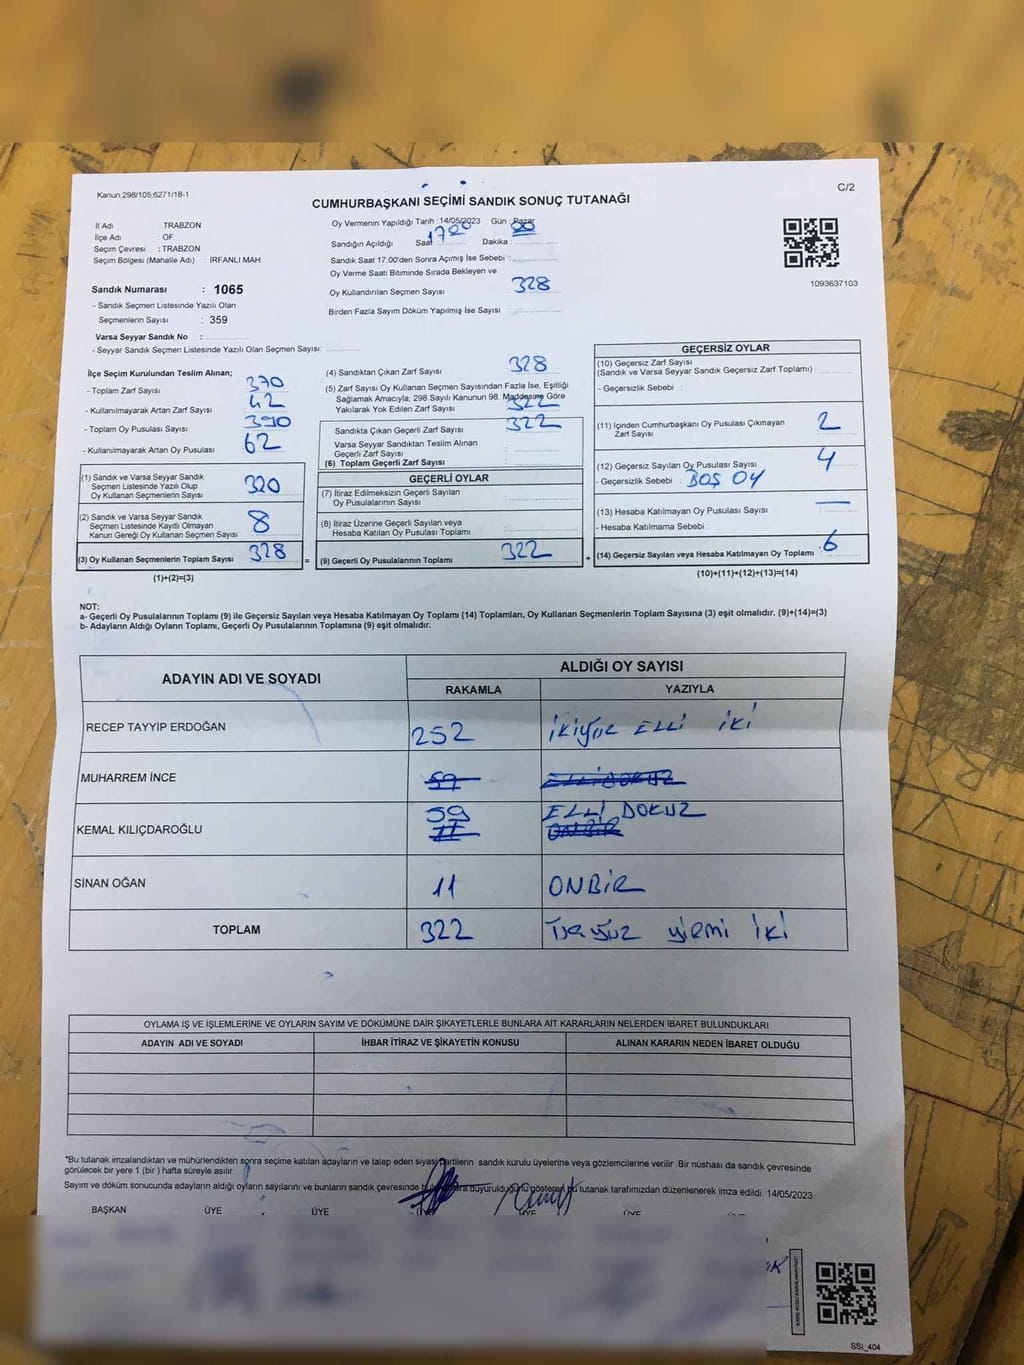 Kanun:298/105;6271/18-1
C/2
CUMHURBAŞKANI SEÇİMİ SANDIK SONUÇ TUTANAĞI
İl Adı TRABZON
İlçe Adı : OF
Seçim Çevresi : TRABZON
Seçim Bölgesi (Mahalle Adı) : İRFANLI MAH.
Sandık Numarası : 1065
- Sandık Seçmen Listesinde Yazılı Olan
Seçmenlerin Sayısı : 359
Varsa Seyyar Sandık No :
- Seyyar Sandık Seçmen Listesinde Yazılı Olan Seçmen Sayısı:
Oy Vermenin Yapıldığı Tarih :14/05/2023 Gün : Pazar
Sandığın Açıldığı Saat 17 00 Dakika :
Sandık Saat 17.00'den Sonra Açımış İse Sebebi :
Oy Verme Saati Bitiminde Sırada Bekleyen ve
Oy Kullandırılan Seçmen Sayısı 328
Birden Fazla Sayım Döküm Yapılmış İse Sayısı :
1093637103
İlçe Seçim Kurulundan Teslim Alınan;
- Toplam Zarf Sayısı : 370
- Kullanılmayarak Artan Zarf Sayısı : 42
- Toplam Oy Pusulası Sayısı : 390
- Kullanılmayarak Artan Oy Pusulası : 62
(1) Sandık ve Varsa Seyyar Sandık
Seçmen Listesinde Yazılı Olup
Oy Kullanan Seçmenlerin Sayısı 320
(2) Sandık ve Varsa Seyyar Sandık
Seçmen Listesinde Kayıtlı Olmayan
Kanun Gereği Oy Kullanan Seçmen Sayısı 8
(3) Oy Kullanan Seçmenlerin Toplam Sayısı 328
(1)+(2)=(3)
(4) Sandıktan Çıkan Zarf Sayısı 328
(5) Zarf Sayısı Oy Kullanan Seçmen Sayısından Fazla İse, Eşitliği
Sağlamak Amacıyla; 298 Sayılı Kanunun 98. Maddesine Göre
Yakılarak Yok Edilen Zarf Sayısı 322
Sandıkta Çıkan Geçerli Zarf Sayısı : 322
Varsa Seyyar Sandıktan Teslim Alınan
Geçerli Zarf Sayısı
(6) Toplam Geçerli Zarf Sayısı
GEÇERLİ OYLAR
(7) İtiraz Edilmeksizin Geçerli Sayılan
Oy Pusulalarının Sayısı
(8) İtiraz Üzerine Geçerli Sayılan veya
Hesaba Katılan Oy Pusulası Toplamı
=
(9) Geçerli Oy Pusulalarının Toplamı 322
+
GEÇERSİZ OYLAR
(10) Geçersiz Zarf Sayısı
(Sandık ve Varsa Seyyar Sandık Geçersiz Zarf Toplamı) :
- Geçersizlik Sebebi :
(11) İçinden Cumhurbaşkanı Oy Pusulası Çıkmayan
Zarf Sayısı 2
(12) Geçersiz Sayılan Oy Pusulası Sayısı 4
- Geçersizlik Sebebi : BOŞ OY
(13) Hesaba Katılmayan Oy Pusulası Sayısı —
- Hesaba Katılmama Sebebi :
(14) Geçersiz Sayılan veya Hesaba Katılmayan Oy Toplamı : 6
(10)+(11)+(12)+(13)=(14)
NOT:
a- Geçerli Oy Pusulalarının Toplamı (9) ile Geçersiz Sayılan veya Hesaba Katılmayan Oy Toplamı (14) Toplamları, Oy Kullanan Seçmenlerin Toplam Sayısına (3) eşit olmalıdır. (9)+(14)=(3)
b- Adayların Aldığı Oyların Toplamı, Geçerli Oy Pusulalarının Toplamına (9) eşit olmalıdır.
ADAYIN ADI VE SOYADI
ALDIĞI OY SAYISI
RAKAMLA YAZIYLA
RECEP TAYYİP ERDOĞAN 252 İkiyüz ELLİ İKİ
MUHARREM İNCE 59 ELLİ DOKUZ
59 ELLİ DOKUZ
KEMAL KILIÇDAROĞLU 11 ONBİR
SİNAN OĞAN 11 ONBİR
TOPLAM 322 üçyüz yirmi İKİ
OYLAMA İŞ VE İŞLEMLERİNE VE OYLARIN SAYIM VE DÖKÜMÜNE DAİR ŞİKAYETLERLE BUNLARA AİT KARARLARIN NELERDEN İBARET BULUNDUKLARI
ADAYIN ADI VE SOYADI İHBAR İTİRAZ VE ŞİKAYETİN KONUSU ALINAN KARARIN NEDEN İBARET OLDUĞU
*Bu tutanak imzalandıktan ve mühürlendikten sonra seçime katılan adayların ve talep eden siyasi partilerin sandık kurulu üyelerine veya gözlemcilerine verilir .Bir nüshası da sandık çevresinde
görülecek bir yere 1 (bir ) hafta süreyle asılır.
Sayım ve döküm sonucunda adayların aldığı oyların sayılarını ve bunların sandık çevresinde duyurulduğunu gösteren bu tutanak tarafımızdan düzenlenerek imza edildi. 14/05/2023
BAŞKAN ÜYE ÜYE ÜYE ÜYE ÜYE
SSİ_404